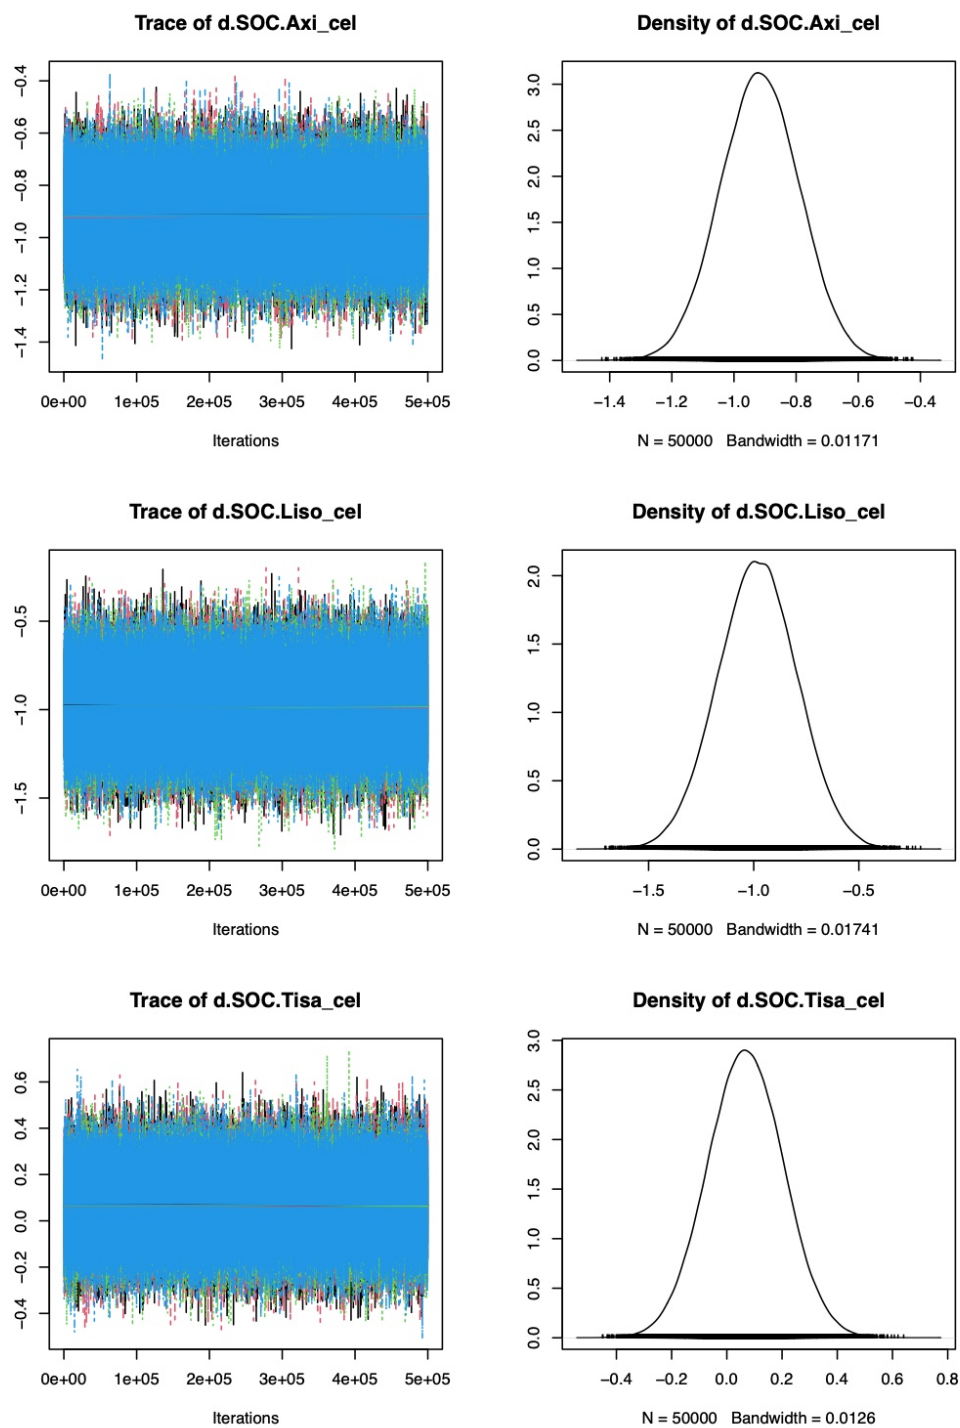 Trace of d.SOC.Axi_cel
−0.4
−0.6
−0.8
−1.0
−1.2
−1.4
0e+00 1e+05 2e+05 3e+05 4e+05 5e+05
Iterations
Density of d.SOC.Axi_cel
3.0
2.5
2.0
1.5
1.0
0.5
0.0
−1.4 −1.2 −1.0 −0.8 −0.6 −0.4
N = 50000 Bandwidth = 0.01171
Trace of d.SOC.Liso_cel
−0.5
−1.0
−1.5
0e+00 1e+05 2e+05 3e+05 4e+05 5e+05
Iterations
Density of d.SOC.Liso_cel
2.0
1.5
1.0
0.5
0.0
−1.5 −1.0 −0.5
N = 50000 Bandwidth = 0.01741
Trace of d.SOC.Tisa_cel
0.6
0.4
0.2
0.0
−0.2
−0.4
0e+00 1e+05 2e+05 3e+05 4e+05 5e+05
Iterations
Density of d.SOC.Tisa_cel
3.0
2.5
2.0
1.5
1.0
0.5
0.0
−0.4 −0.2 0.0 0.2 0.4 0.6 0.8
N = 50000 Bandwidth = 0.0126